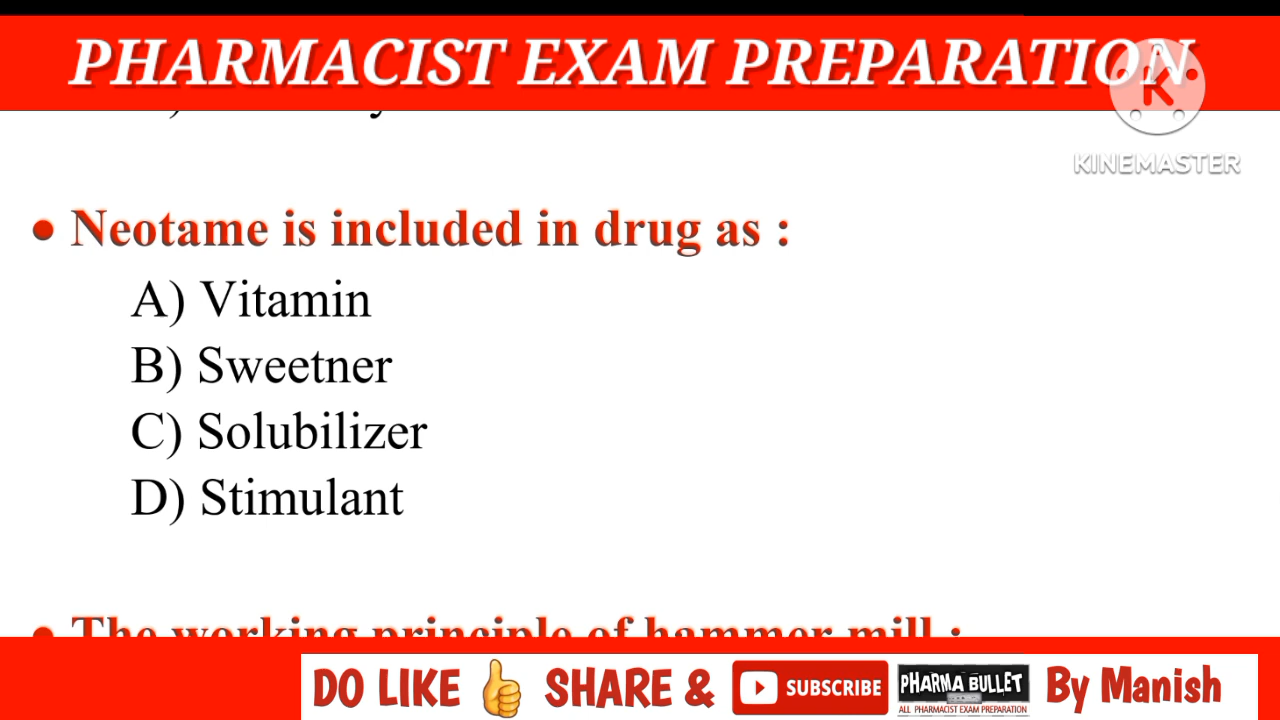 PHARMACIST EXAM PREPARATION
KINEMASTER
• Neotame is included in drug as :
A) Vitamin
B) Sweetner
C) Solubilizer
D) Stimulant
• The working principle of hammer mill :
DO LIKE 👍 SHARE & SUBSCRIBE PHARMA BULLET By Manish
ALL PHARMACIST EXAM PREPARATION